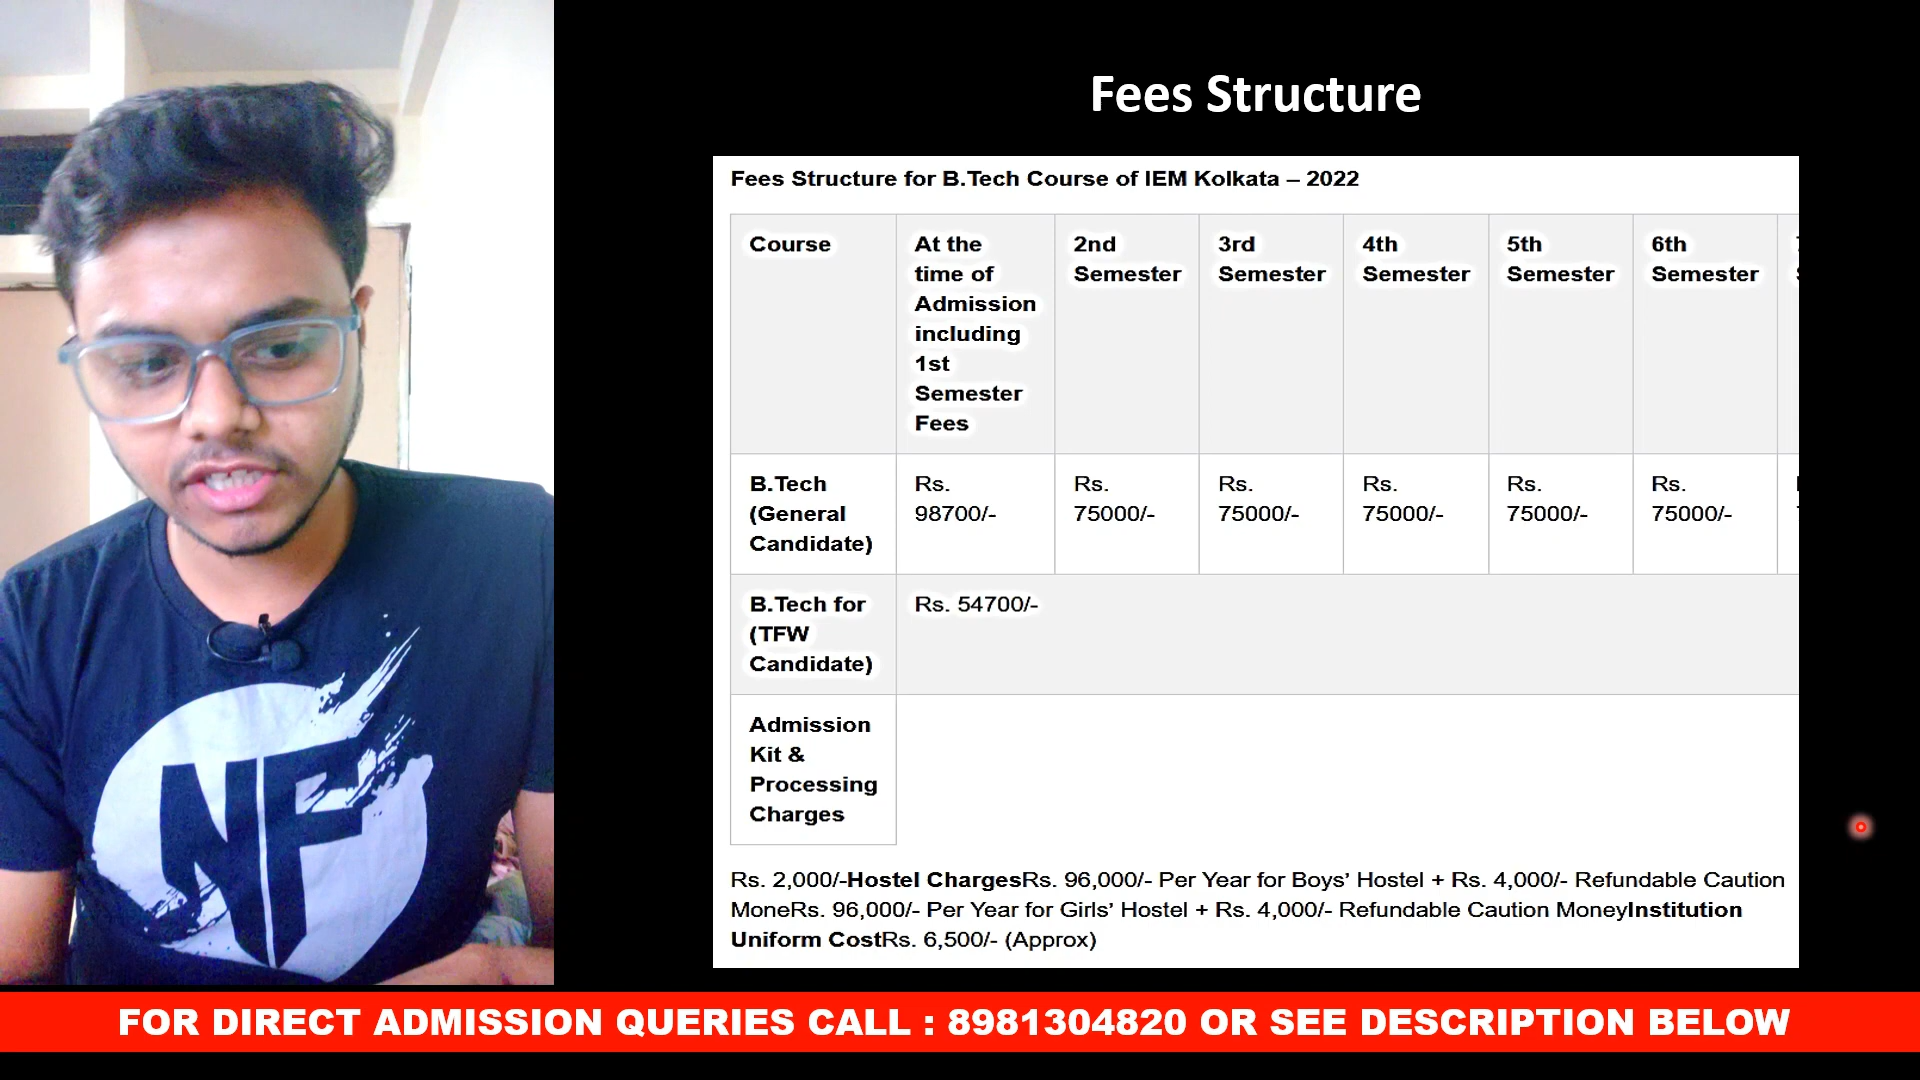 Fees Structure
Fees Structure for B.Tech Course of IEM Kolkata – 2022
Course
At the
time of
Admission
including
1st
Semester
Fees
2nd
Semester
3rd
Semester
4th
Semester
5th
Semester
6th
Semester
B.Tech
(General
Candidate)
Rs.
98700/-
Rs.
75000/-
Rs.
75000/-
Rs.
75000/-
Rs.
75000/-
Rs.
75000/-
B.Tech for
(TFW
Candidate)
Rs. 54700/-
Admission
Kit &
Processing
Charges
Rs. 2,000/-Hostel ChargesRs. 96,000/- Per Year for Boys’ Hostel + Rs. 4,000/- Refundable Caution
MoneRs. 96,000/- Per Year for Girls’ Hostel + Rs. 4,000/- Refundable Caution MoneyInstitution
Uniform CostRs. 6,500/- (Approx)
NF
FOR DIRECT ADMISSION QUERIES CALL : 8981304820 OR SEE DESCRIPTION BELOW